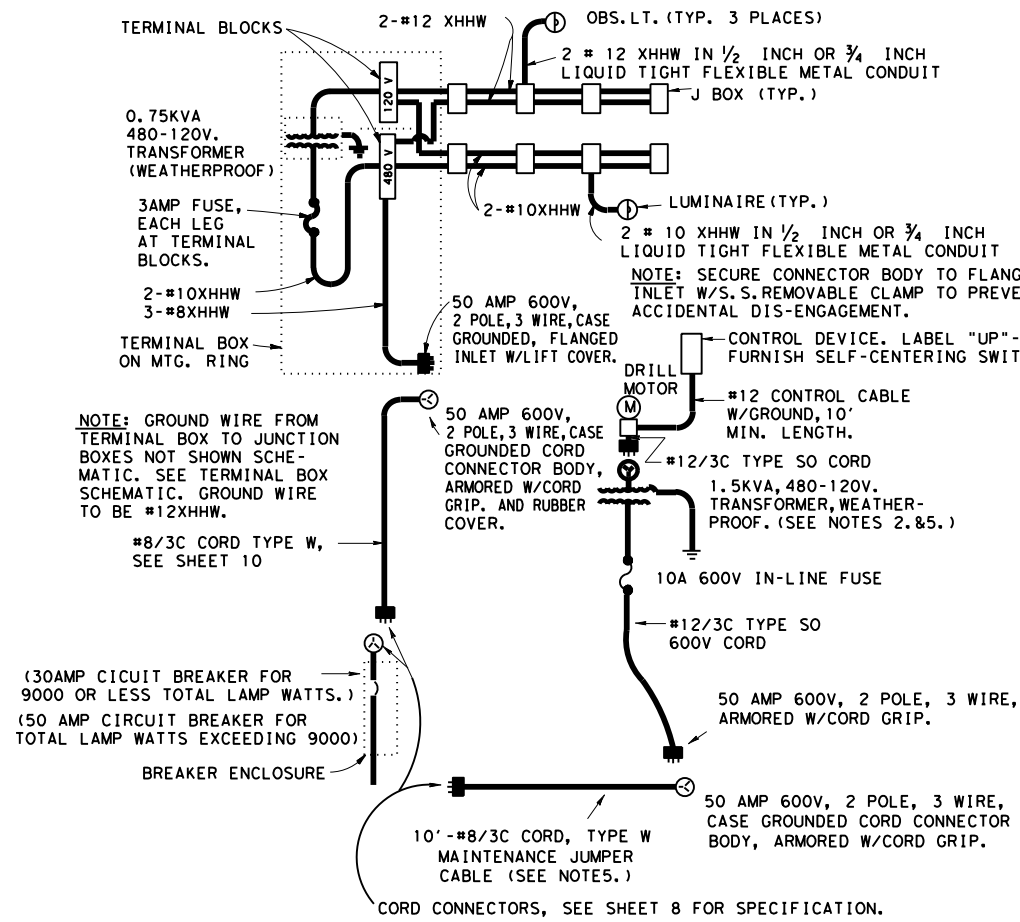 TERMINAL BLOCKS
2-#12 XHHW
OBS.LT. (TYP. 3 PLACES)
2 # 12 XHHW IN ½ INCH OR ¾ INCH
LIQUID TIGHT FLEXIBLE METAL CONDUIT
J BOX (TYP.)
120 V
0.75KVA
480-120V.
TRANSFORMER
(WEATHERPROOF)
480 V
3AMP FUSE,
EACH LEG
AT TERMINAL
BLOCKS.
2-#10XHHW
LUMINAIRE (TYP.)
2 # 10 XHHW IN ½ INCH OR ¾ INCH
LIQUID TIGHT FLEXIBLE METAL CONDUIT
NOTE: SECURE CONNECTOR BODY TO FLANG
INLET W/S.S.REMOVABLE CLAMP TO PREVE
ACCIDENTAL DIS-ENGAGEMENT.
2-#10XHHW
3-#8XHHW
TERMINAL BOX
ON MTG. RING
50 AMP 600V,
2 POLE,3 WIRE,CASE
GROUNDED, FLANGED
INLET W/LIFT COVER.
CONTROL DEVICE. LABEL "UP"-
FURNISH SELF-CENTERING SWIT
DRILL
MOTOR
M
#12 CONTROL CABLE
W/GROUND,10'
MIN. LENGTH.
NOTE: GROUND WIRE FROM
TERMINAL BOX TO JUNCTION
BOXES NOT SHOWN SCHE-
MATIC. SEE TERMINAL BOX
SCHEMATIC. GROUND WIRE
TO BE #12XHHW.
50 AMP 600V,
2 POLE,3 WIRE,CASE
GROUNDED CORD
CONNECTOR BODY,
ARMORED W/CORD
GRIP. AND RUBBER
COVER.
#12/3C TYPE SO CORD
1.5KVA,480-120V.
TRANSFORMER,WEATHER-
PROOF.(SEE NOTES 2.&5.)
#8/3C CORD TYPE W,
SEE SHEET 10
10A 600V IN-LINE FUSE
#12/3C TYPE SO
600V CORD
(30AMP CICUIT BREAKER FOR
9000 OR LESS TOTAL LAMP WATTS.)
(50 AMP CIRCUIT BREAKER FOR
TOTAL LAMP WATTS EXCEEDING 9000)
BREAKER ENCLOSURE
50 AMP 600V, 2 POLE, 3 WIRE,
ARMORED W/CORD GRIP.
10'-#8/3C CORD, TYPE W
MAINTENANCE JUMPER
CABLE (SEE NOTE5.)
50 AMP 600V, 2 POLE, 3 WIRE,
CASE GROUNDED CORD CONNECTOR
BODY, ARMORED W/CORD GRIP.
CORD CONNECTORS, SEE SHEET 8 FOR SPECIFICATION.